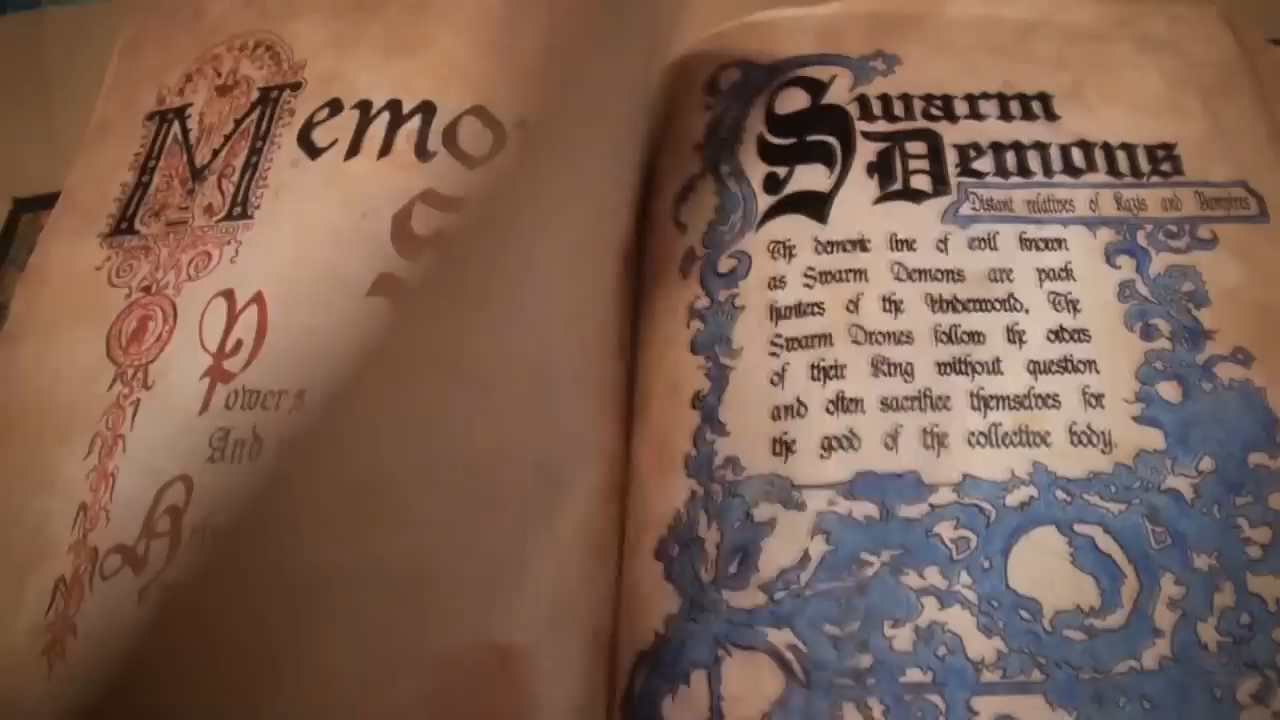 Memo
Powers
And
Swarm
Demons
Distant relatives of Kazis and Vampires
The demonic line of evil known
as Swarm Demons are pack
hunters of the Underworld. The
Swarm Drones follow the orders
of their King without question
and often sacrifice themselves for
the good of the collective body.